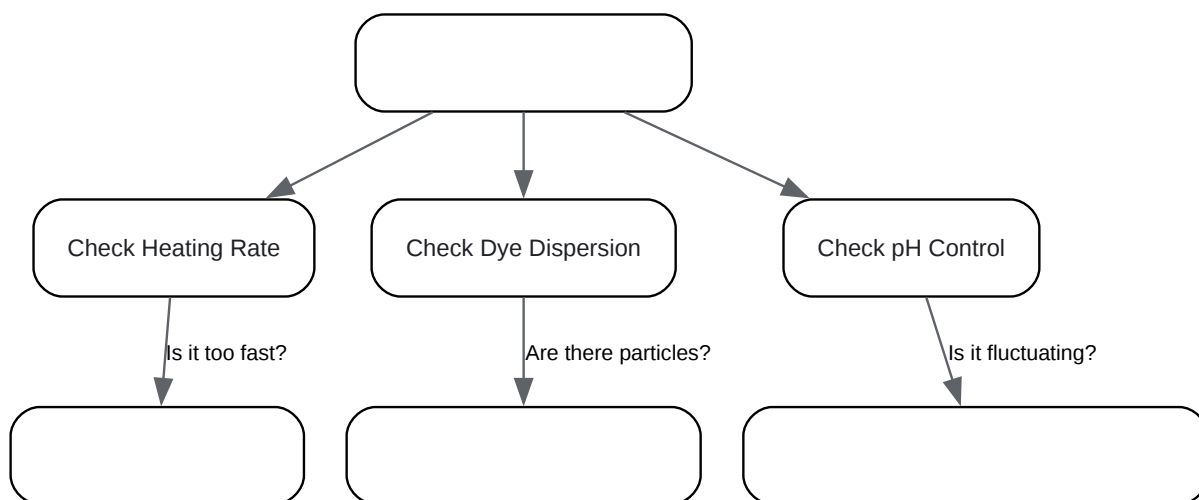 Check Heating Rate
Check Dye Dispersion
Check pH Control
Is it too fast?
Are there particles?
Is it fluctuating?